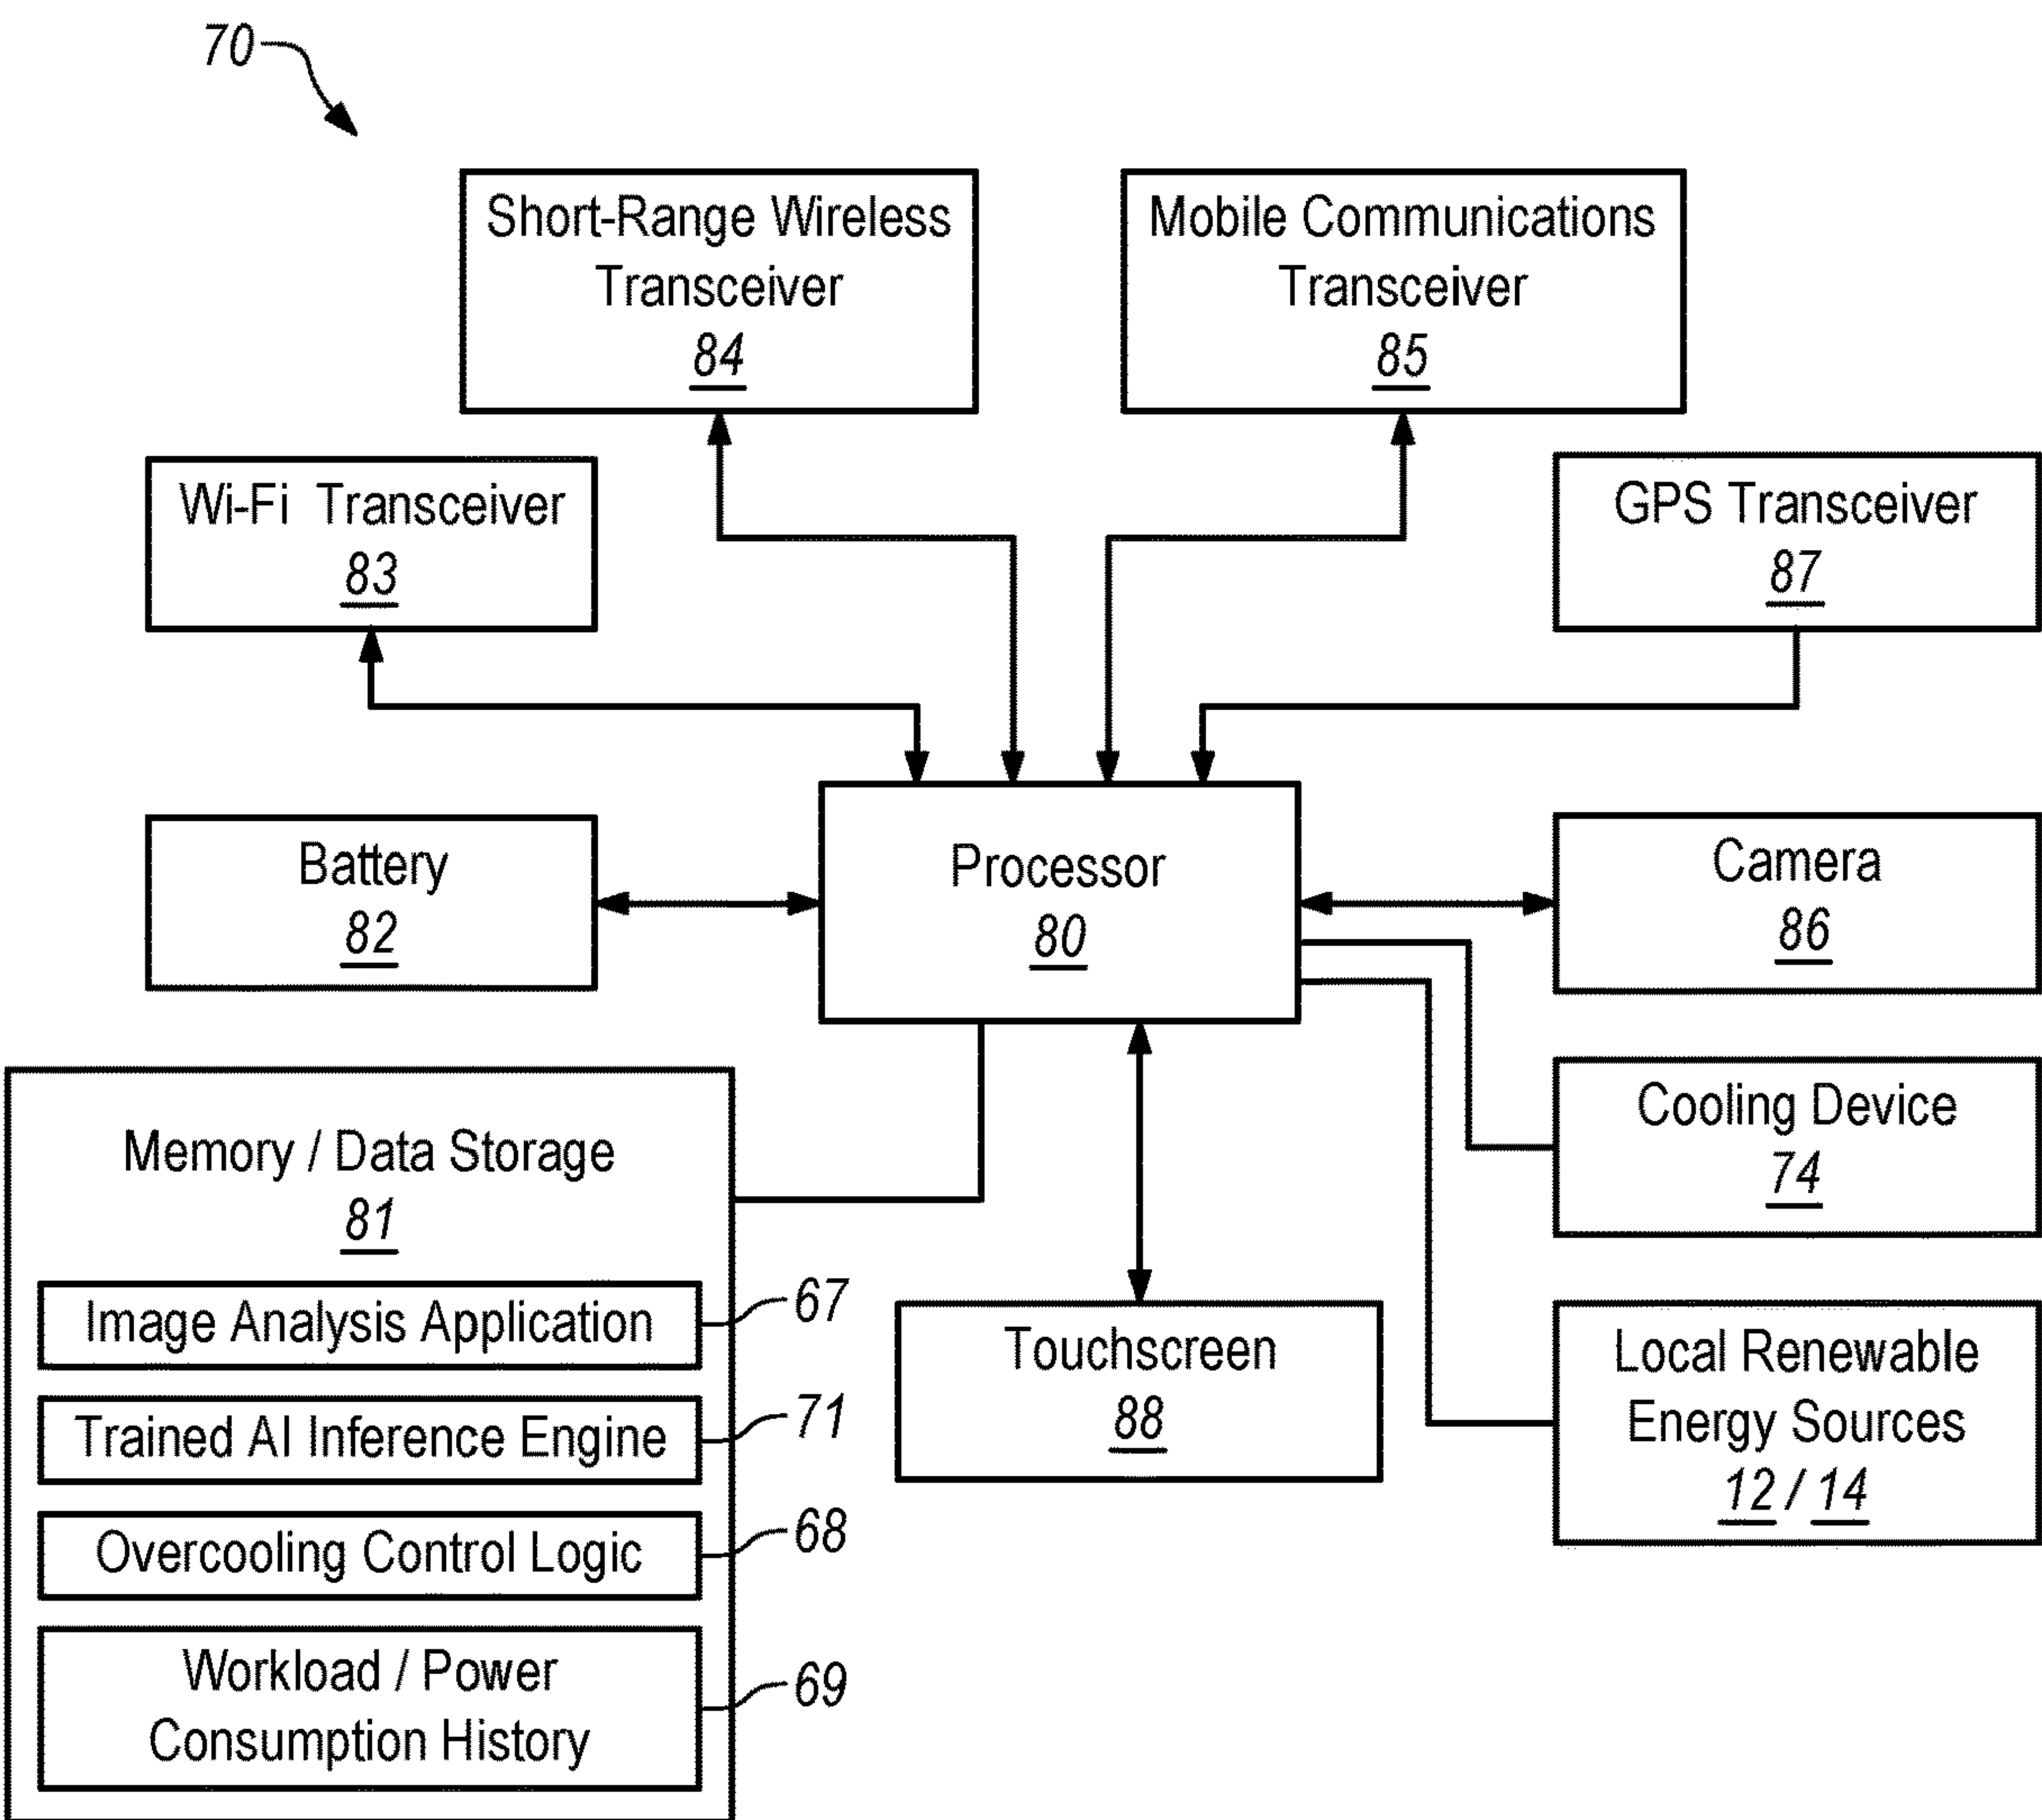 70
Short-Range Wireless
Transceiver
84
Mobile Communications
Transceiver
85
Wi-Fi Transceiver
83
GPS Transceiver
87
Battery
82
Processor
80
Camera
86
Memory / Data Storage
81
Image Analysis Application
67
Trained AI Inference Engine
71
Overcooling Control Logic
68
Workload / Power
Consumption History
69
Touchscreen
88
Cooling Device
74
Local Renewable
Energy Sources
12 / 14